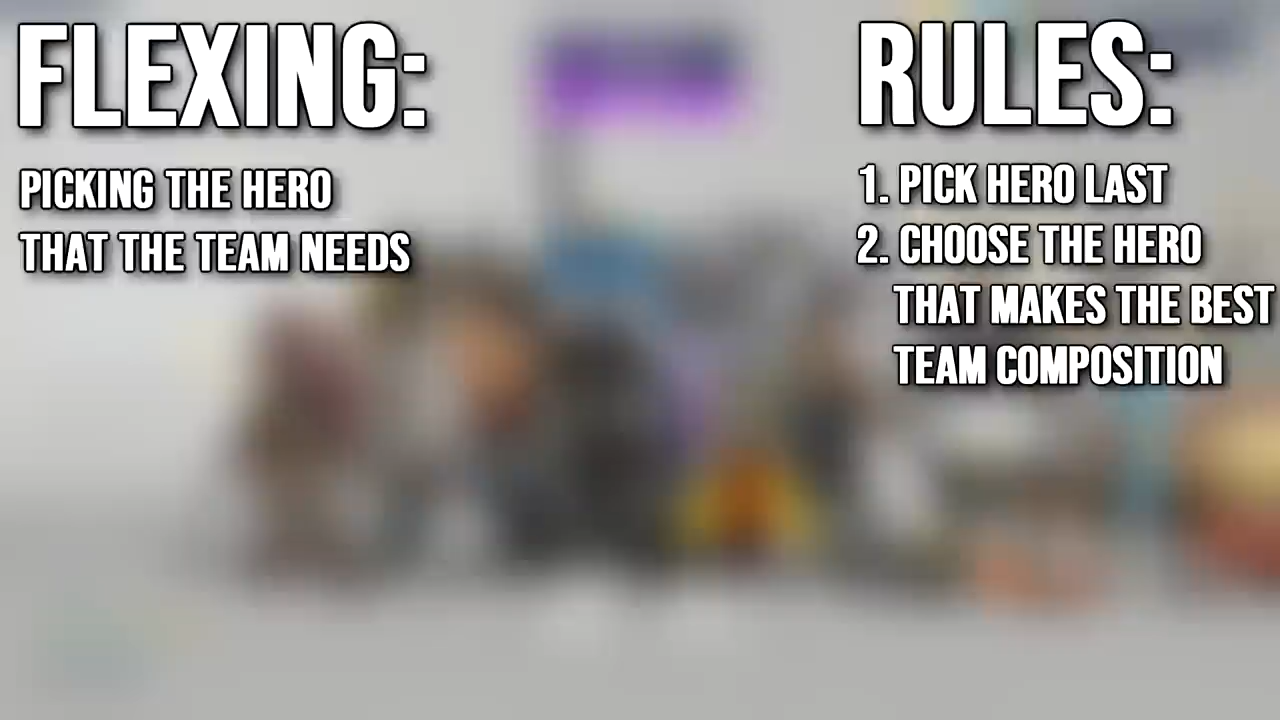 FLEXING:
PICKING THE HERO
THAT THE TEAM NEEDS
RULES:
1. PICK HERO LAST
2. CHOOSE THE HERO
THAT MAKES THE BEST
TEAM COMPOSITION